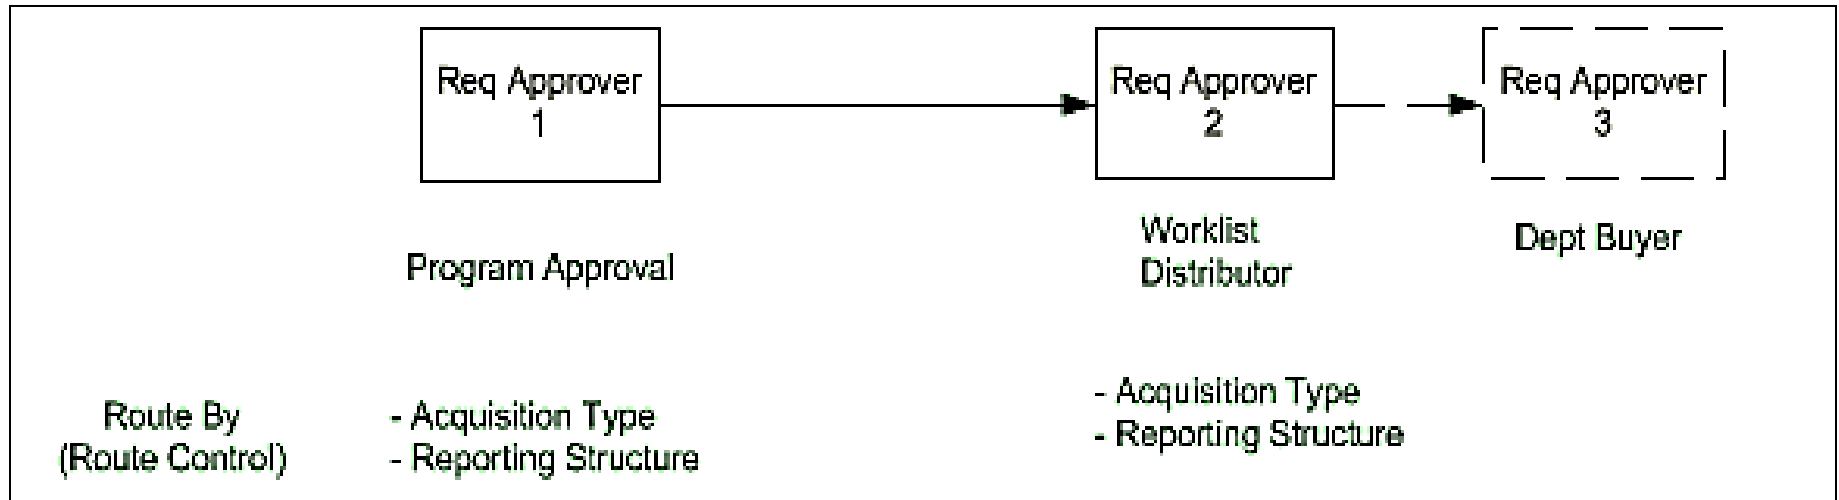 Req Approver
1
Req Approver
2
Req Approver
3
Program Approval
Worklist
Distributor
Dept Buyer
Route By
(Route Control)
- Acquisition Type
- Reporting Structure
- Acquisition Type
- Reporting Structure